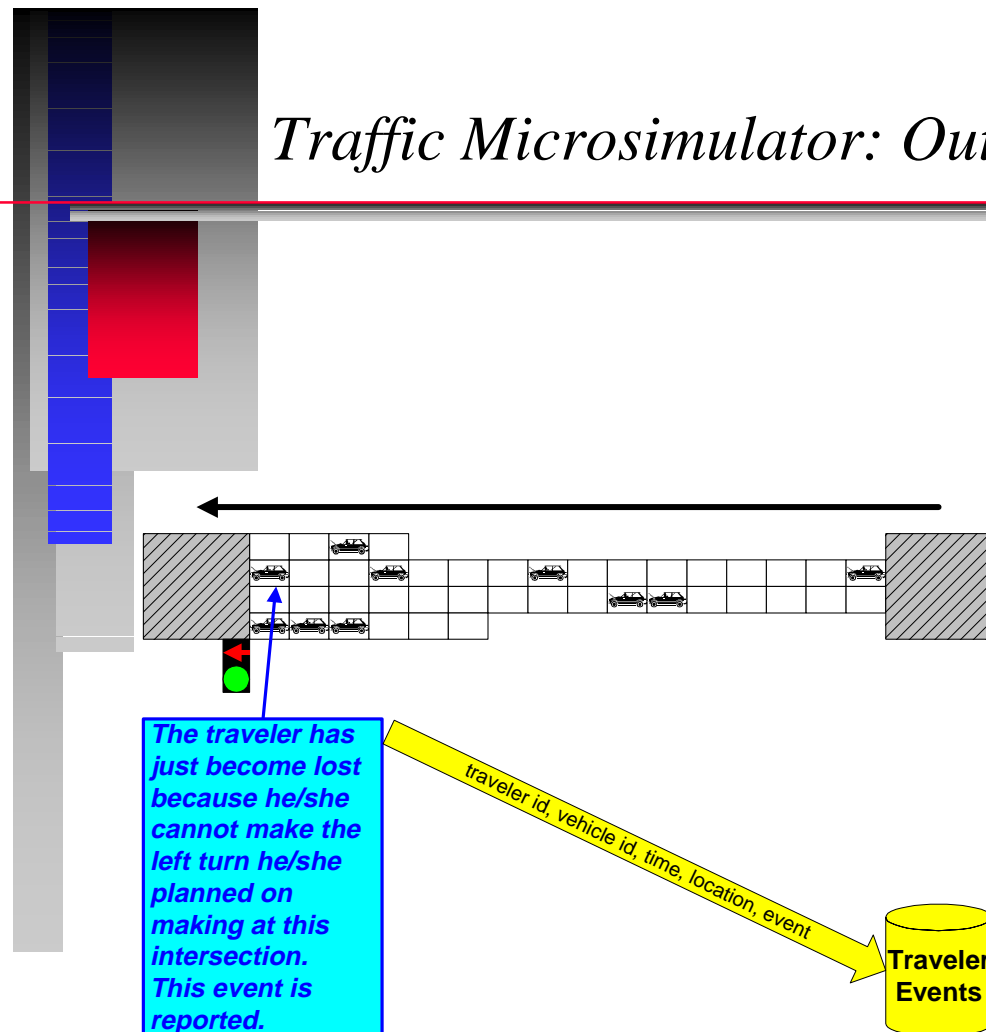 Traffic Microsimulator: Out
The traveler has
just become lost
because he/she
cannot make the
left turn he/she
planned on
making at this
intersection.
This event is
reported.
traveler id, vehicle id, time, location, event
Traveler
Events